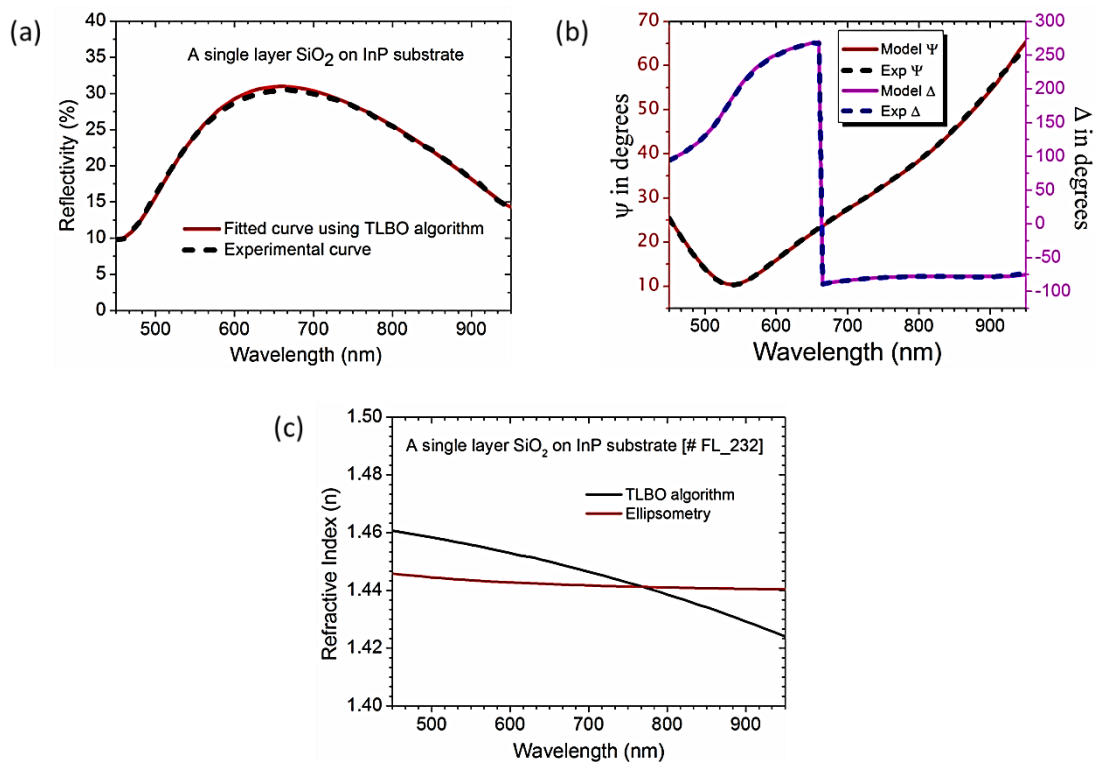 (a)
A single layer SiO2 on InP substrate
Fitted curve using TLBO algorithm
Experimental curve
Reflectivity (%)
40
35
30
25
20
15
10
5
0
500 600 700 800 900
Wavelength (nm)
(b)
Model Ψ
Exp Ψ
Model Δ
Exp Δ
ψ in degrees
70
60
50
40
30
20
10
300
250
200
150
100
50
0
-50
-100
Δ in degrees
500 600 700 800 900
Wavelength (nm)
(c)
A single layer SiO2 on InP substrate [# FL_232]
TLBO algorithm
Ellipsometry
Refractive Index (n)
1.50
1.48
1.46
1.44
1.42
1.40
500 600 700 800 900
Wavelength (nm)